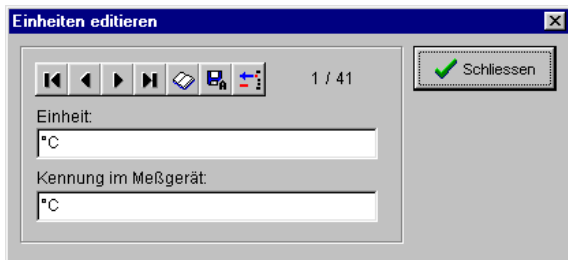 Einheiten editieren
1 / 41
Schliessen
Einheit:
°C
Kennung im Meßgerät:
°C